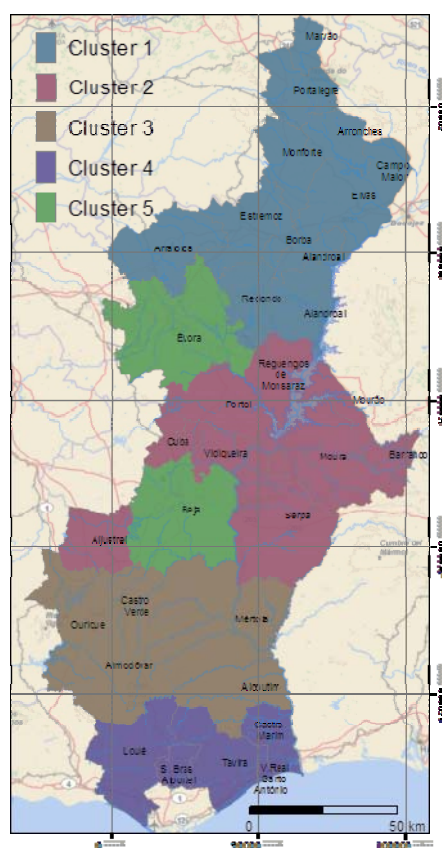 Cluster 1
Cluster 2
Cluster 3
Cluster 4
Cluster 5
Marvão
Portalegre
Arronches
Monforte
Campo
Maior
Elvas
Estremoz
Borba
Arraiolos
Alandroal
Redondo
Alandroal
Évora
Reguengos
de
Monsaraz
Mourão
Portel
Cuba
Vidigueira
Moura
Barrancos
Beja
Serpa
Aljustrel
Castro
Verde
Ourique
Mértola
Almodôvar
Alcoutim
Castro
Marim
Loulé
Tavira
S. Bras
Alportel
V. Real
Santo
António
0 50 km